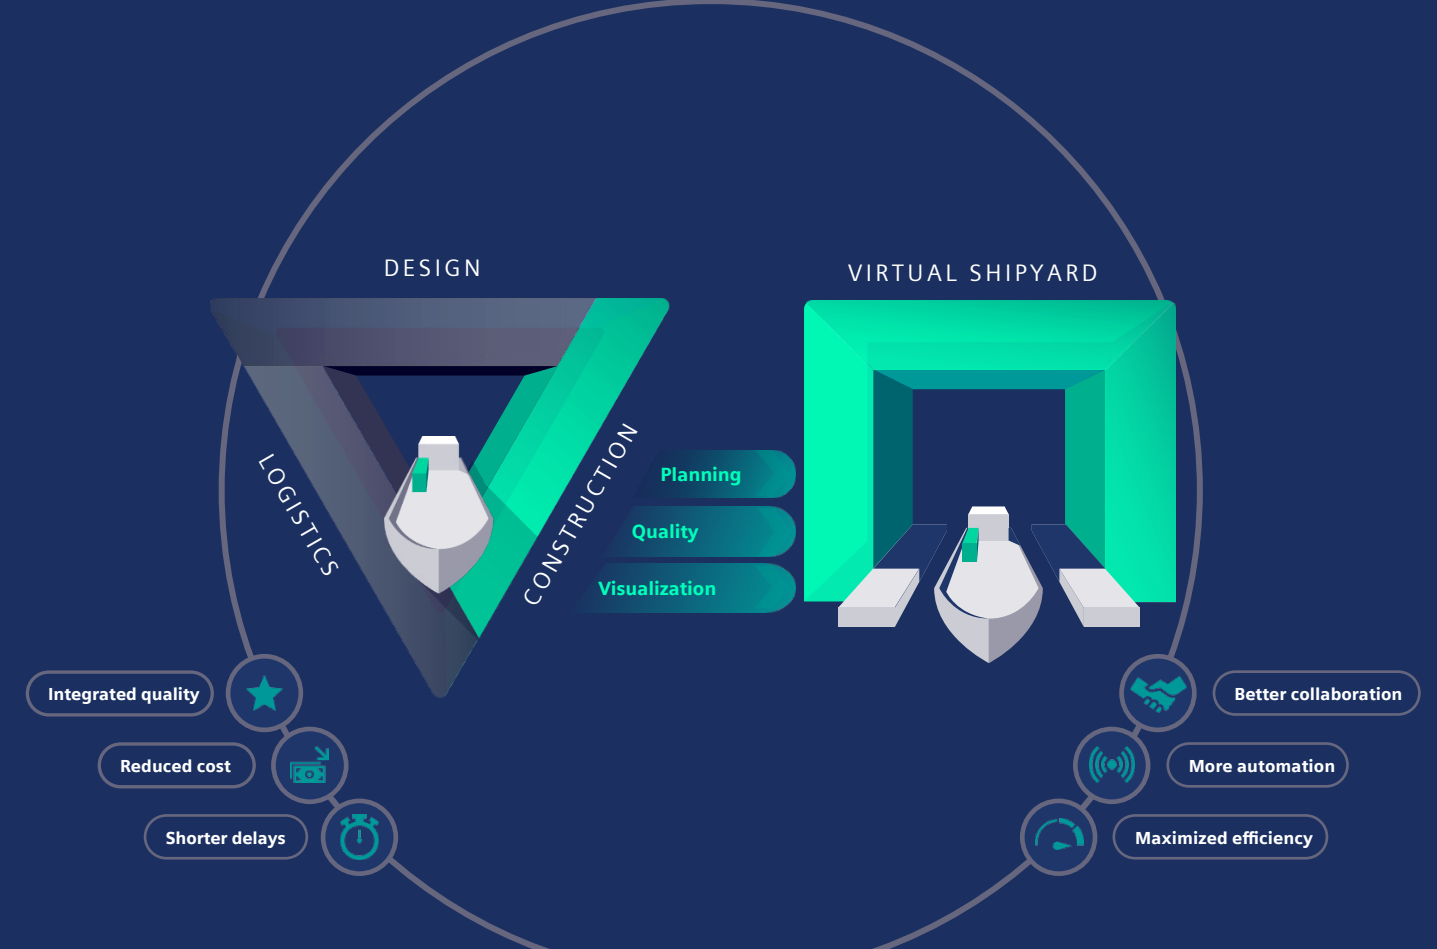 DESIGN
VIRTUAL SHIPYARD
LOGISTICS
CONSTRUCTION
Planning
Quality
Visualization
Integrated quality
Reduced cost
Shorter delays
Better collaboration
More automation
Maximized efficiency